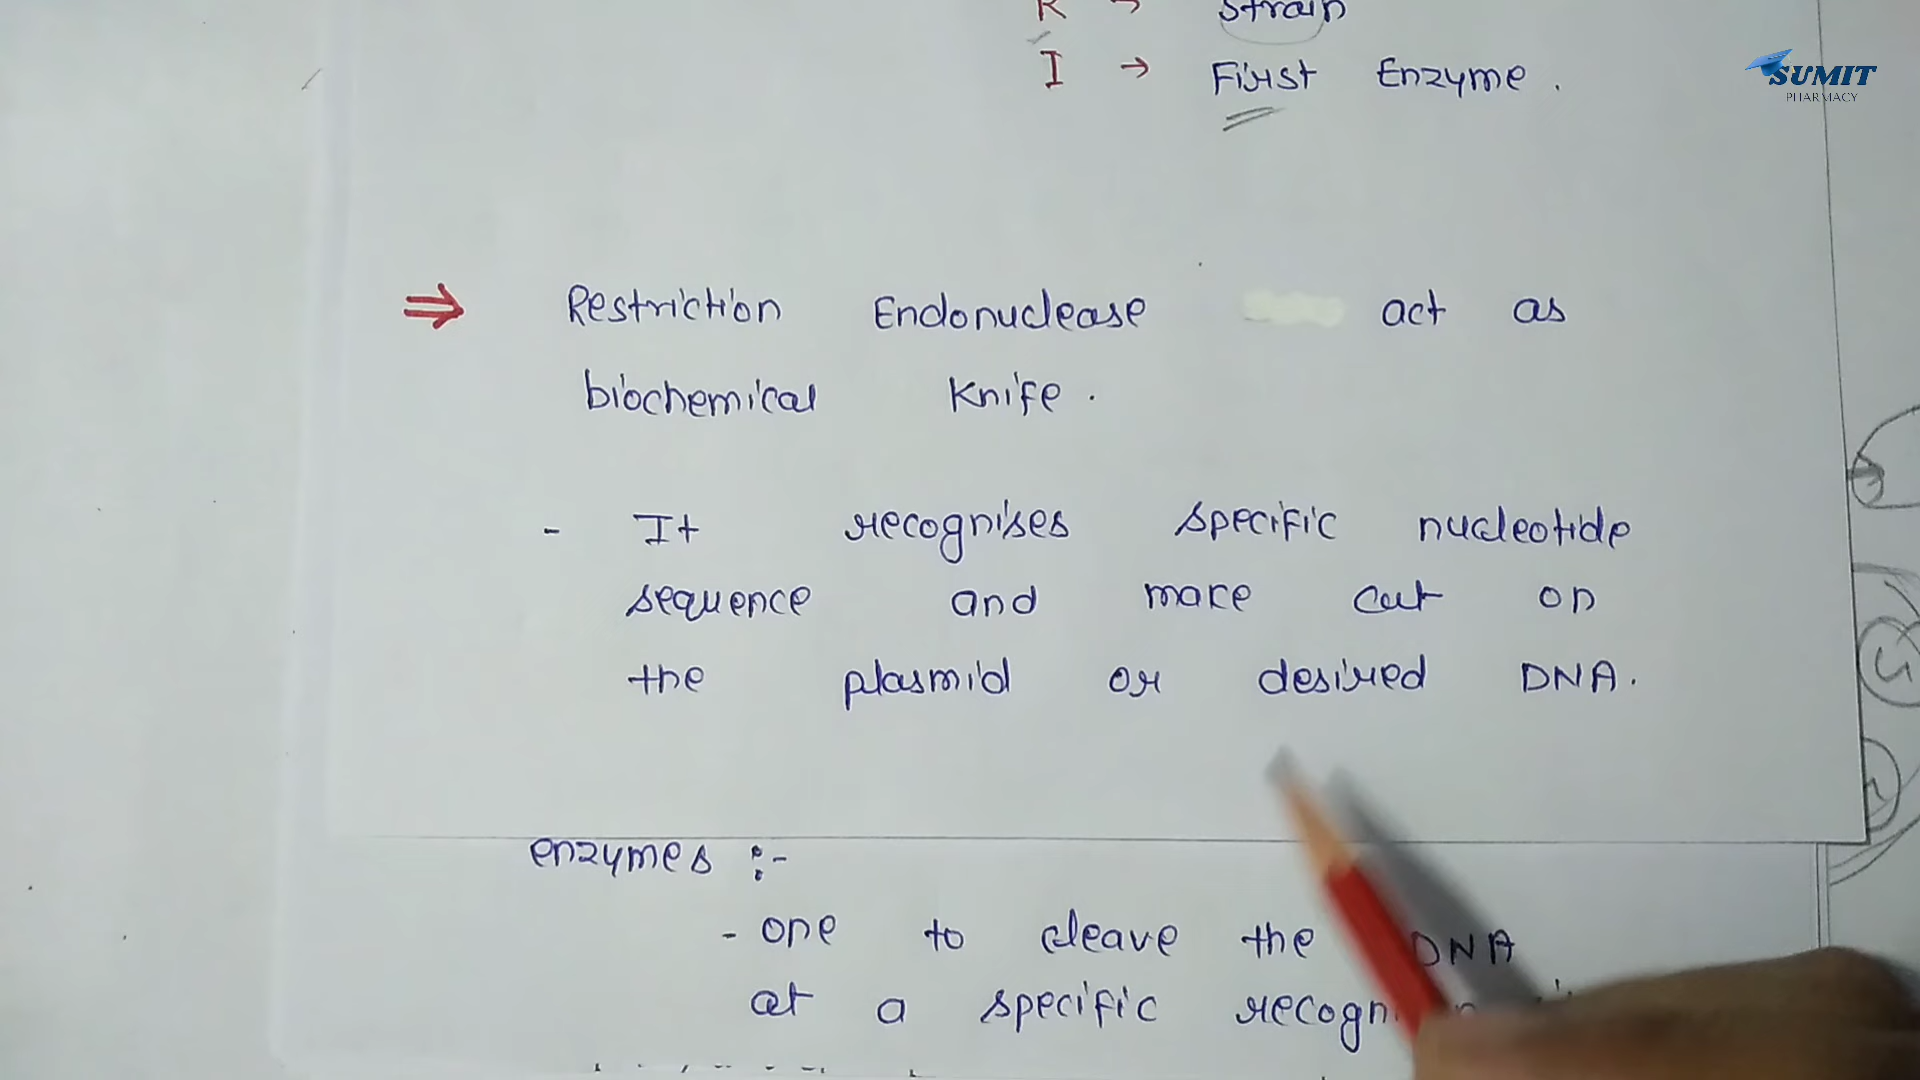 R → Strain
I → First Enzyme.
SUMIT
PHARMACY
⇒ Restriction Endonuclease act as
biochemical Knife.
- It recognises specific nucleotide
sequence and make cut on
the plasmid or desired DNA.
enzymes :-
- one to cleave the DNA
at a specific